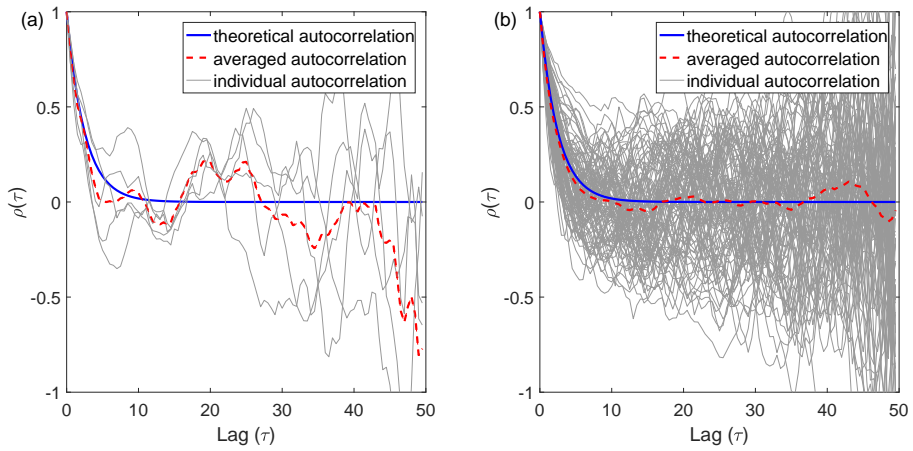 (a)
theoretical autocorrelation
averaged autocorrelation
individual autocorrelation
1
0.5
0
-0.5
-1
ρ(τ)
0 10 20 30 40 50
Lag (τ)
(b)
theoretical autocorrelation
averaged autocorrelation
individual autocorrelation
1
0.5
0
-0.5
-1
ρ(τ)
0 10 20 30 40 50
Lag (τ)